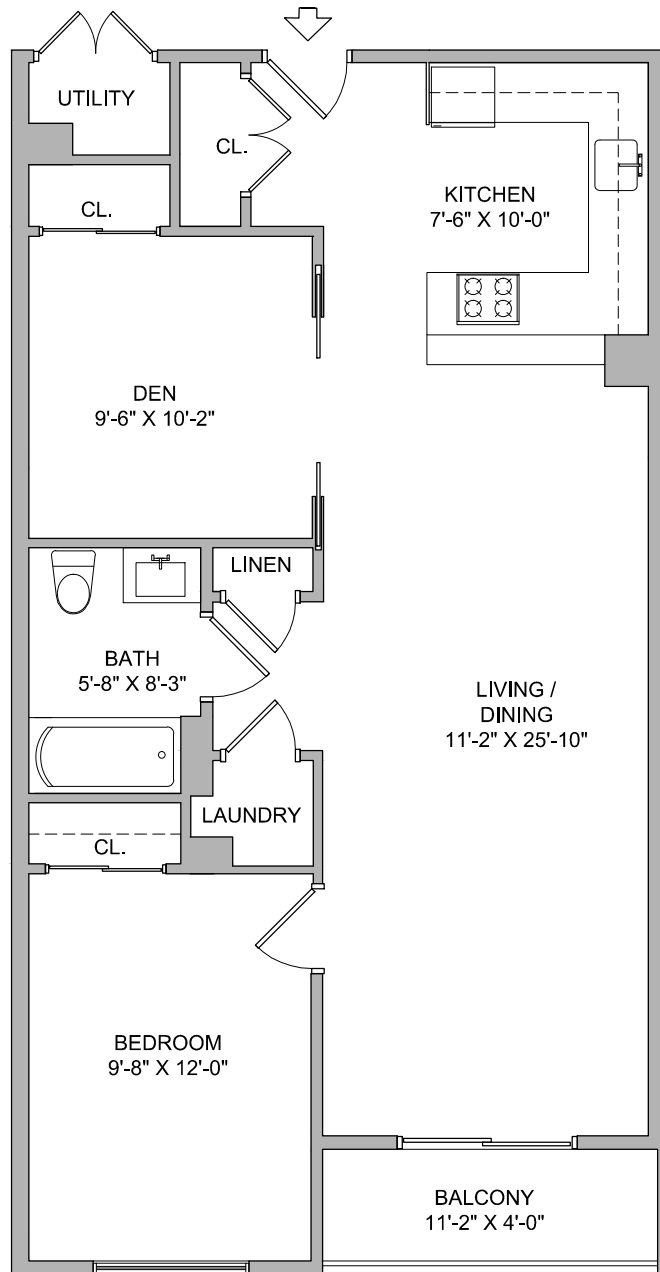 UTILITY
CL.
CL.
KITCHEN
7'-6" X 10'-0"
DEN
9'-6" X 10'-2"
LINEN
BATH
5'-8" X 8'-3"
LIVING /
DINING
11'-2" X 25'-10"
LAUNDRY
CL.
BEDROOM
9'-8" X 12'-0"
BALCONY
11'-2" X 4'-0"